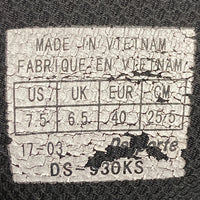 MADE IN VIETNAM
FABRIQUE EN VIETNAM
US UK EUR CM
7.5 6.5 40 25.5
17-03
DS-930KS